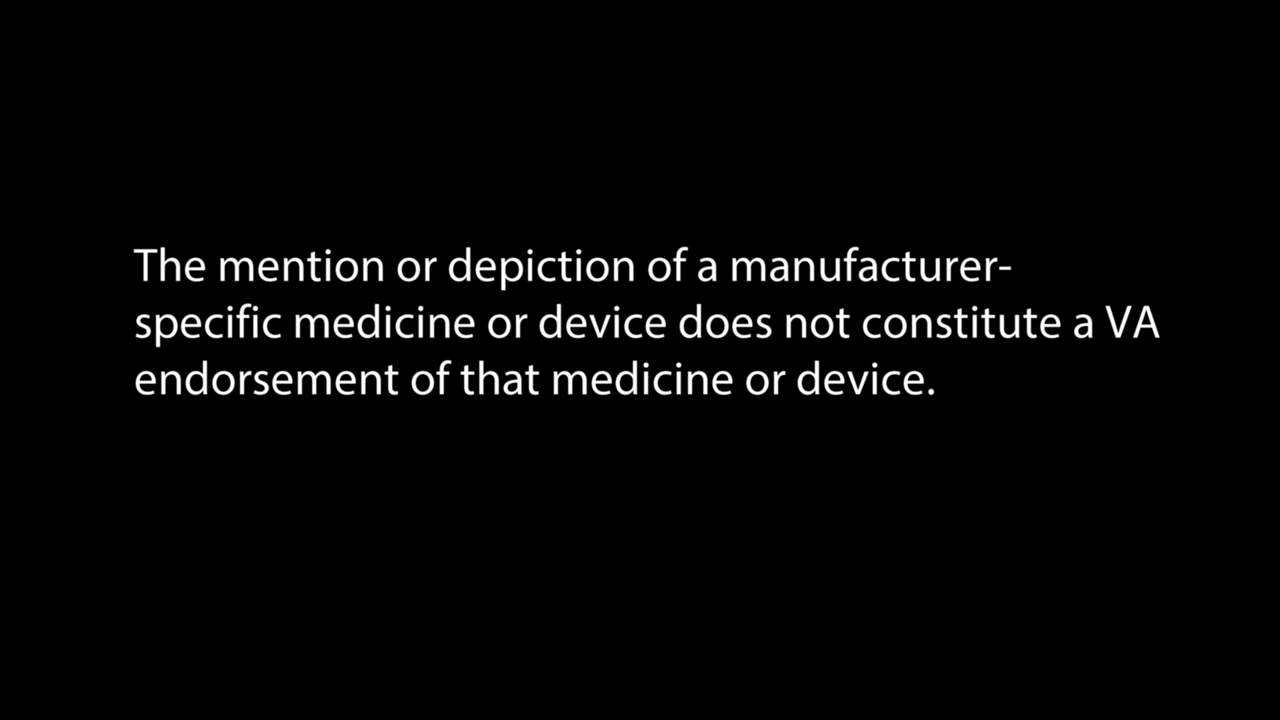 The mention or depiction of a manufacturer-
specific medicine or device does not constitute a VA
endorsement of that medicine or device.